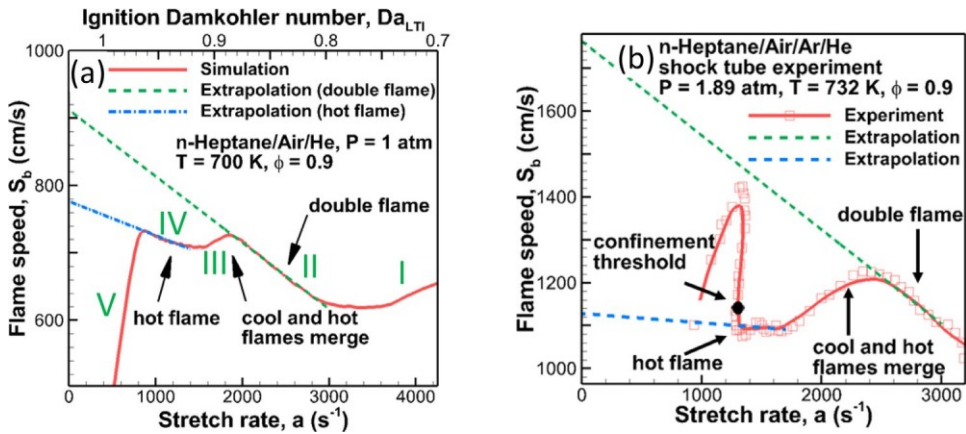 Ignition Damkohler number, Da_LTI
1 0.9 0.8 0.7
1000
800
600
(a)
Simulation
Extrapolation (double flame)
Extrapolation (hot flame)
n-Heptane/Air/He, P = 1 atm
T = 700 K, ϕ = 0.9
double flame
I
II
III
IV
V
hot flame
cool and hot
flames merge
Flame speed, S_b (cm/s)
0 1000 2000 3000 4000
Stretch rate, a (s⁻¹)
(b)
n-Heptane/Air/Ar/He
shock tube experiment
P = 1.89 atm, T = 732 K, ϕ = 0.9
Experiment
Extrapolation
Extrapolation
1600
1400
1200
1000
double flame
confinement
threshold
hot flame
cool and hot
flames merge
Flame speed, S_b (cm/s)
0 1000 2000 3000
Stretch rate, a (s⁻¹)